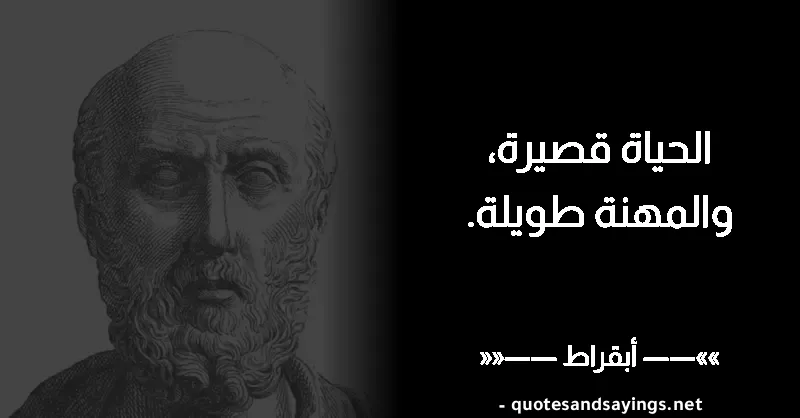 الحياة قصيرة،
والمهنة طويلة.
»»—— أبقراط ——««
- quotesandsayings.net